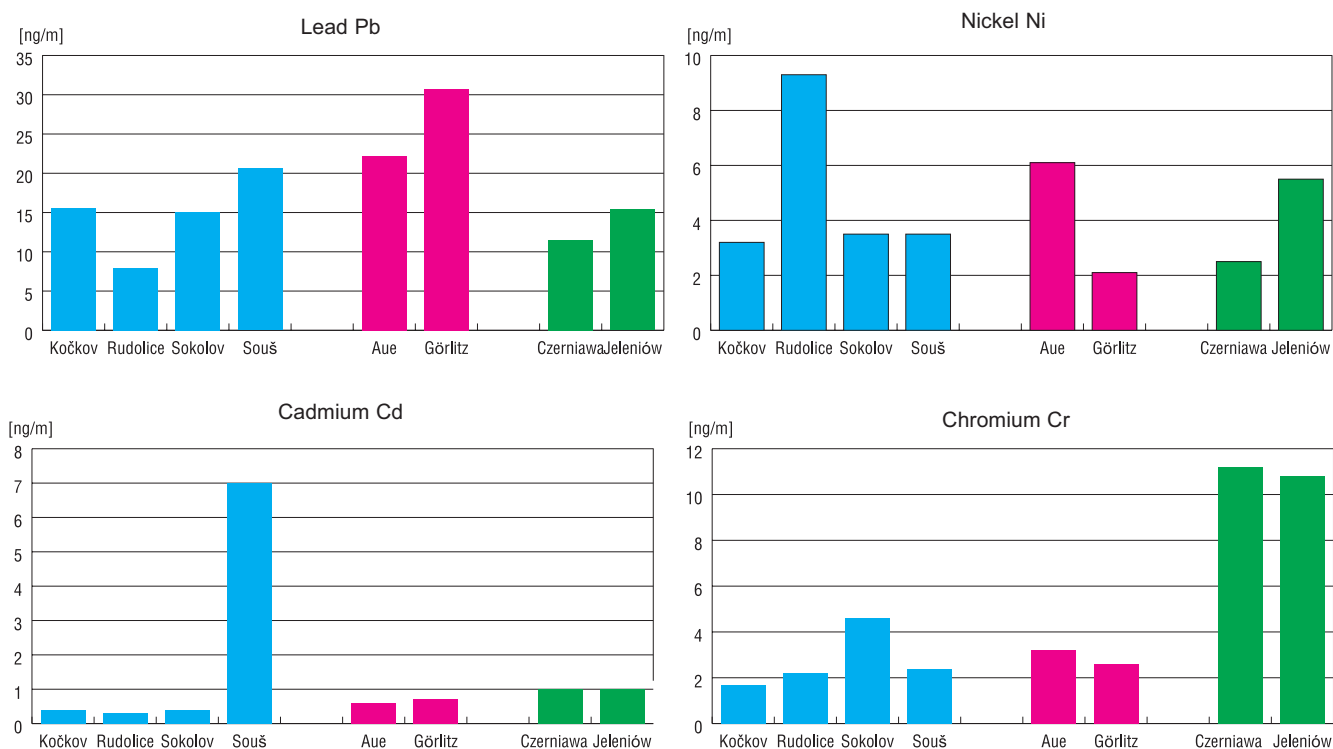 Lead Pb
[ng/m]
35
30
25
20
15
10
5
0
Kočkov Rudolice Sokolov Souš Aue Görlitz Czerniawa Jeleniów
Nickel Ni
[ng/m]
10
8
6
4
2
0
Kočkov Rudolice Sokolov Souš Aue Görlitz Czerniawa Jeleniów
Cadmium Cd
[ng/m]
8
7
6
5
4
3
2
1
0
Kočkov Rudolice Sokolov Souš Aue Görlitz Czerniawa Jeleniów
Chromium Cr
[ng/m]
12
10
8
6
4
2
0
Kočkov Rudolice Sokolov Souš Aue Görlitz Czerniawa Jeleniów